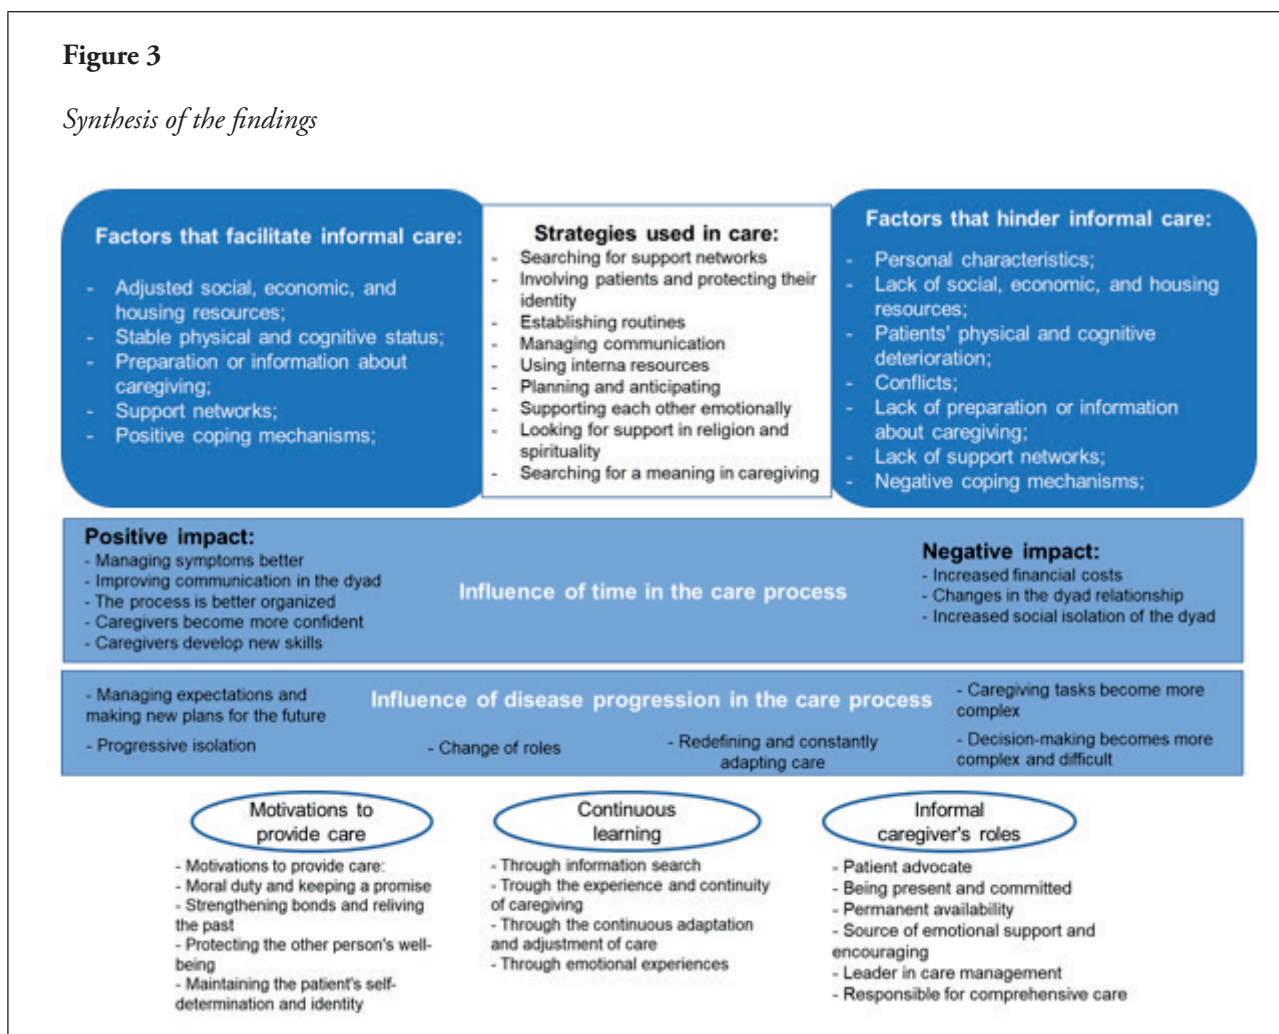 Figure 3
Synthesis of the findings
Factors that facilitate informal care:
- Adjusted social, economic, and
housing resources;
- Stable physical and cognitive status;
- Preparation or information about
caregiving;
- Support networks;
- Positive coping mechanisms;
Strategies used in care:
- Searching for support networks
- Involving patients and protecting their
identity
- Establishing routines
- Managing communication
- Using interna resources
- Planning and anticipating
- Supporting each other emotionally
- Looking for support in religion and
spirituality
- Searching for a meaning in caregiving
Factors that hinder informal care:
- Personal characteristics;
- Lack of social, economic, and housing
resources;
- Patients' physical and cognitive
deterioration;
- Conflicts;
- Lack of preparation or information
about caregiving;
- Lack of support networks;
- Negative coping mechanisms;
Positive impact:
- Managing symptoms better
- Improving communication in the dyad
- The process is better organized
- Caregivers become more confident
- Caregivers develop new skills
Influence of time in the care process
Negative impact:
- Increased financial costs
- Changes in the dyad relationship
- Increased social isolation of the dyad
Influence of disease progression in the care process
- Managing expectations and
making new plans for the future
- Progressive isolation
- Change of roles
- Redefining and constantly
adapting care
- Caregiving tasks become more
complex
- Decision-making becomes more
complex and difficult
Motivations to
provide care
- Motivations to provide care:
- Moral duty and keeping a promise
- Strengthening bonds and reliving
the past
- Protecting the other person's well-
being
- Maintaining the patient's self-
determination and identity
Continuous
learning
- Through information search
- Trough the experience and continuity
of caregiving
- Through the continuous adaptation
and adjustment of care
- Through emotional experiences
Informal
caregiver's roles
- Patient advocate
- Being present and committed
- Permanent availability
- Source of emotional support and
encouraging
- Leader in care management
- Responsible for comprehensive care